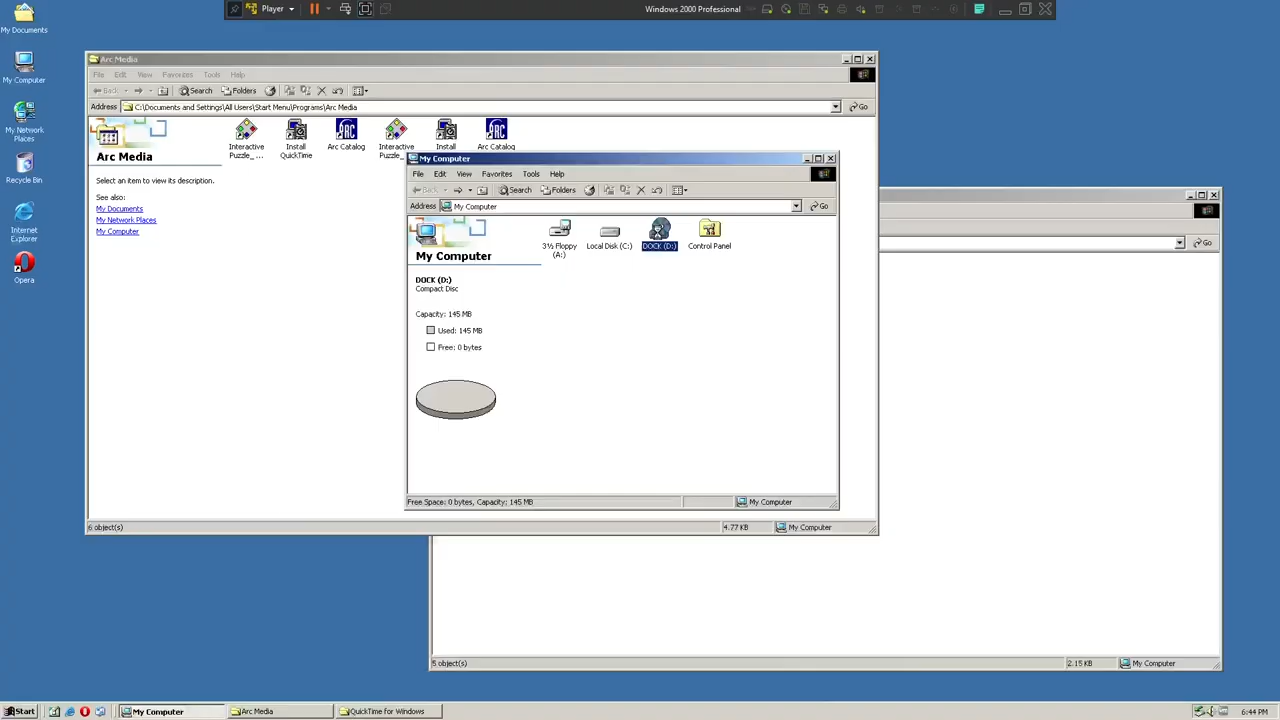 Player
Windows 2000 Professional
My Documents
My Computer
My Network
Places
Recycle Bin
Internet
Explorer
Opera
Arc Media
File Edit View Favorites Tools Help
Back Search Folders
Address C:\Documents and Settings\All Users\Start Menu\Programs\Arc Media Go
Arc Media
Select an item to view its description.
See also:
My Documents
My Network Places
My Computer
Interactive
Puzzle_ ...
Install
QuickTime
Arc Catalog
Interactive
Puzzle_
Install
Arc Catalog
6 object(s) 4.77 KB My Computer
My Computer
File Edit View Favorites Tools Help
Back Search Folders
Address My Computer Go
My Computer
3½ Floppy
(A:)
Local Disk (C:)
DOCK (D:)
Control Panel
DOCK (D:)
Compact Disc
Capacity: 145 MB
Used: 145 MB
Free: 0 bytes
Free Space: 0 bytes, Capacity: 145 MB My Computer
Go
5 object(s) 2.15 KB My Computer
Start My Computer Arc Media QuickTime for Windows 6:44 PM